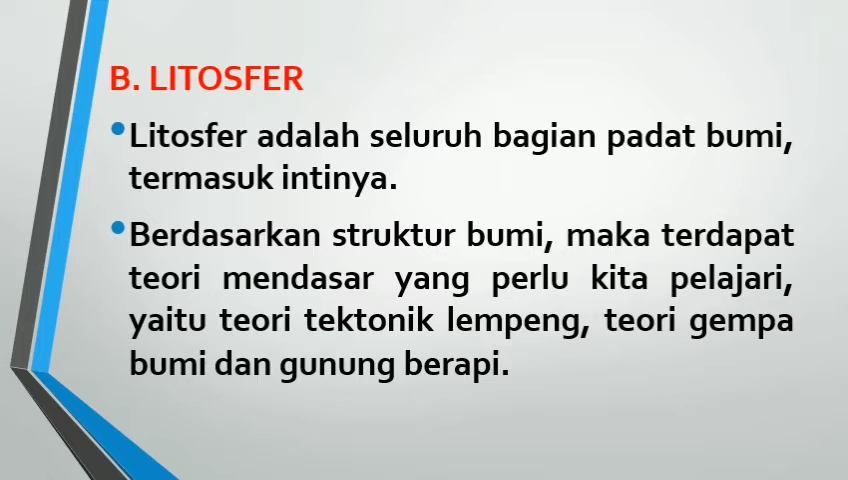 B. LITOSFER
•Litosfer adalah seluruh bagian padat bumi,
termasuk intinya.
•Berdasarkan struktur bumi, maka terdapat
teori mendasar yang perlu kita pelajari,
yaitu teori tektonik lempeng, teori gempa
bumi dan gunung berapi.